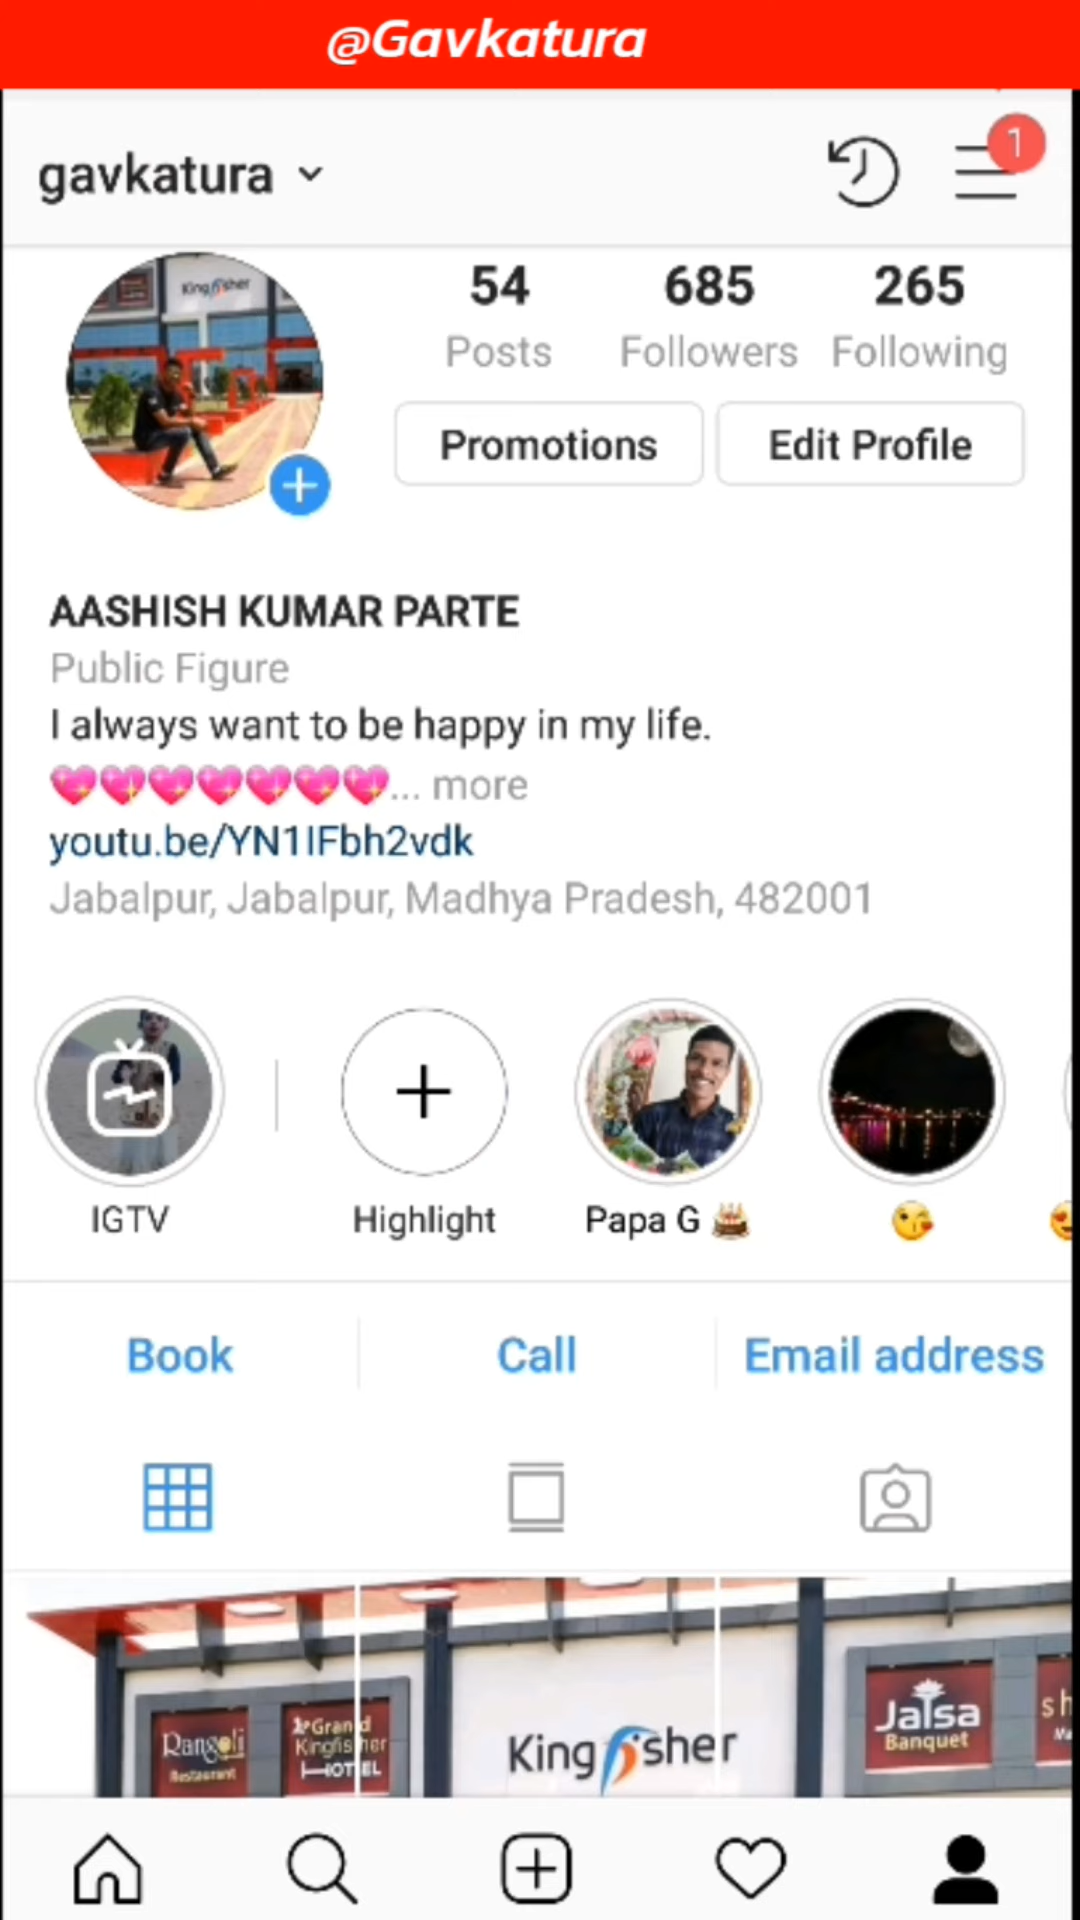 @Gavkatura
gavkatura
1
54 685 265
Posts Followers Following
Promotions Edit Profile
AASHISH KUMAR PARTE
Public Figure
I always want to be happy in my life.
💖💖💖💖💖💖💖... more
youtu.be/YN1IFbh2vdk
Jabalpur, Jabalpur, Madhya Pradesh, 482001
IGTV Highlight Papa G 🎂 😘
Book Call Email address
Kingfisher
Rangoli
Restaurant
Grand
Kingfisher
HOTEL
Kingfisher
Jalsa
Banquet